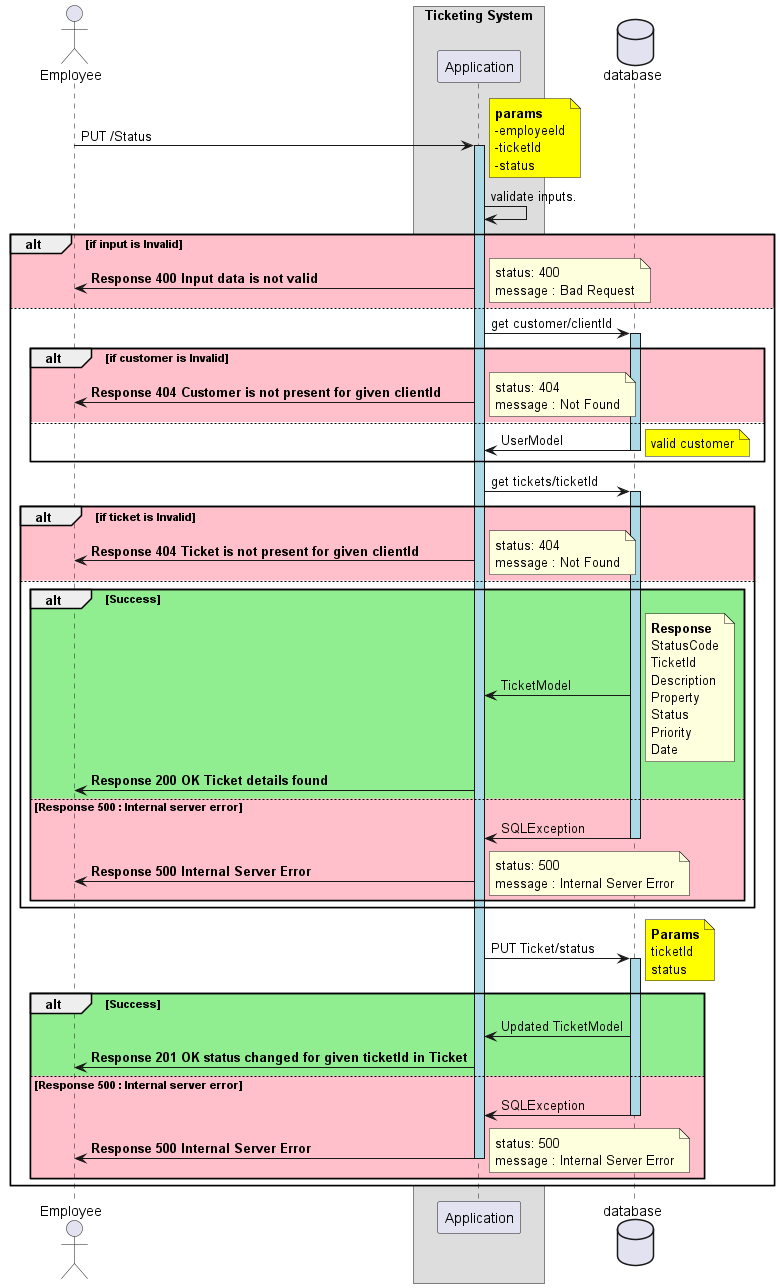 Ticketing System
Application
Employee
database
params
-employeeId
PUT /Status
-ticketId
-status
validate inputs.
alt
[if input is Invalid]
Response 400 Input data is not valid
status: 400
message : Bad Request
get customer/clientId
alt
[if customer is Invalid]
Response 404 Customer is not present for given clientId
status: 404
message : Not Found
UserModel
valid customer
get tickets/ticketId
alt
[if ticket is Invalid]
Response 404 Ticket is not present for given clientId
status: 404
message : Not Found
alt
[Success]
Response
StatusCode
TicketId
Description
Property
Status
Priority
Date
TicketModel
Response 200 OK Ticket details found
[Response 500 : Internal server error]
SQLException
Response 500 Internal Server Error
status: 500
message : Internal Server Error
PUT Ticket/status
Params
ticketId
status
alt
[Success]
Updated TicketModel
Response 201 OK status changed for given ticketId in Ticket
[Response 500 : Internal server error]
SQLException
Response 500 Internal Server Error
status: 500
message : Internal Server Error
Employee
Application
database